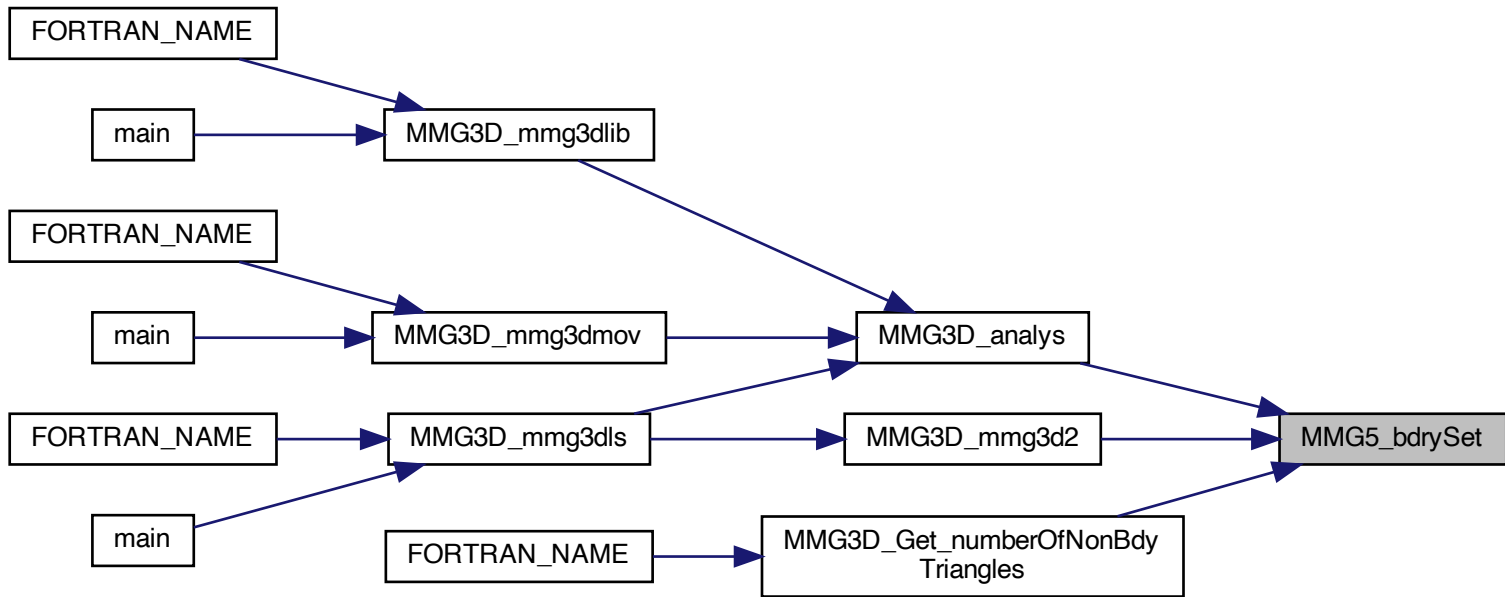 FORTRAN_NAME
main
MMG3D_mmg3dlib
FORTRAN_NAME
main
MMG3D_mmg3dmov
MMG3D_analys
FORTRAN_NAME
MMG3D_mmg3dls
MMG3D_mmg3d2
MMG5_bdrySet
main
FORTRAN_NAME
MMG3D_Get_numberOfNonBdy
Triangles